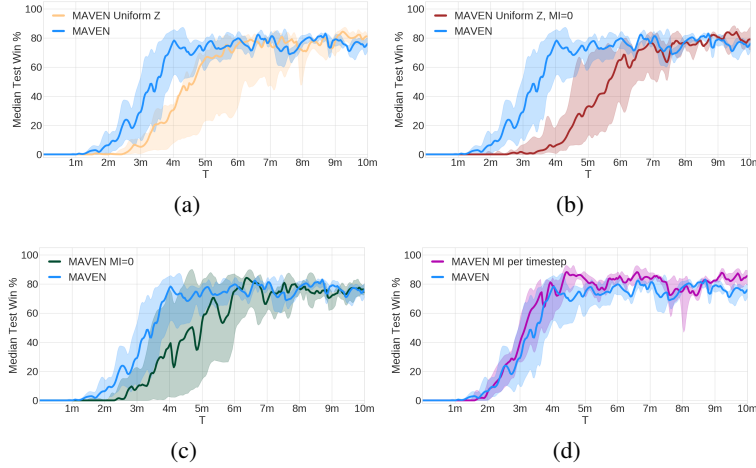 MAVEN Uniform Z
MAVEN
Median Test Win %
100
80
60
40
20
0
1m 2m 3m 4m 5m 6m 7m 8m 9m 10m
T
(a)
MAVEN Uniform Z, MI=0
MAVEN
Median Test Win %
100
80
60
40
20
0
1m 2m 3m 4m 5m 6m 7m 8m 9m 10m
T
(b)
MAVEN MI=0
MAVEN
Median Test Win %
100
80
60
40
20
0
1m 2m 3m 4m 5m 6m 7m 8m 9m 10m
T
(c)
MAVEN MI per timestep
MAVEN
Median Test Win %
100
80
60
40
20
0
1m 2m 3m 4m 5m 6m 7m 8m 9m 10m
T
(d)